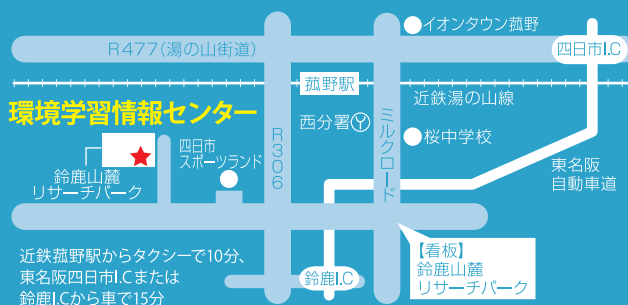 イオンタウン菰野
R477(湯の山街道)
四日市I.C
菰野駅
近鉄湯の山線
環境学習情報センター
西分署
ミルクロード
桜中学校
R306
四日市
スポーツランド
鈴鹿山麓
リサーチパーク
東名阪
自動車道
近鉄菰野駅からタクシーで10分、
東名阪四日市I.Cまたは
鈴鹿I.Cから車で15分
鈴鹿I.C
【看板】
鈴鹿山麓
リサーチパーク